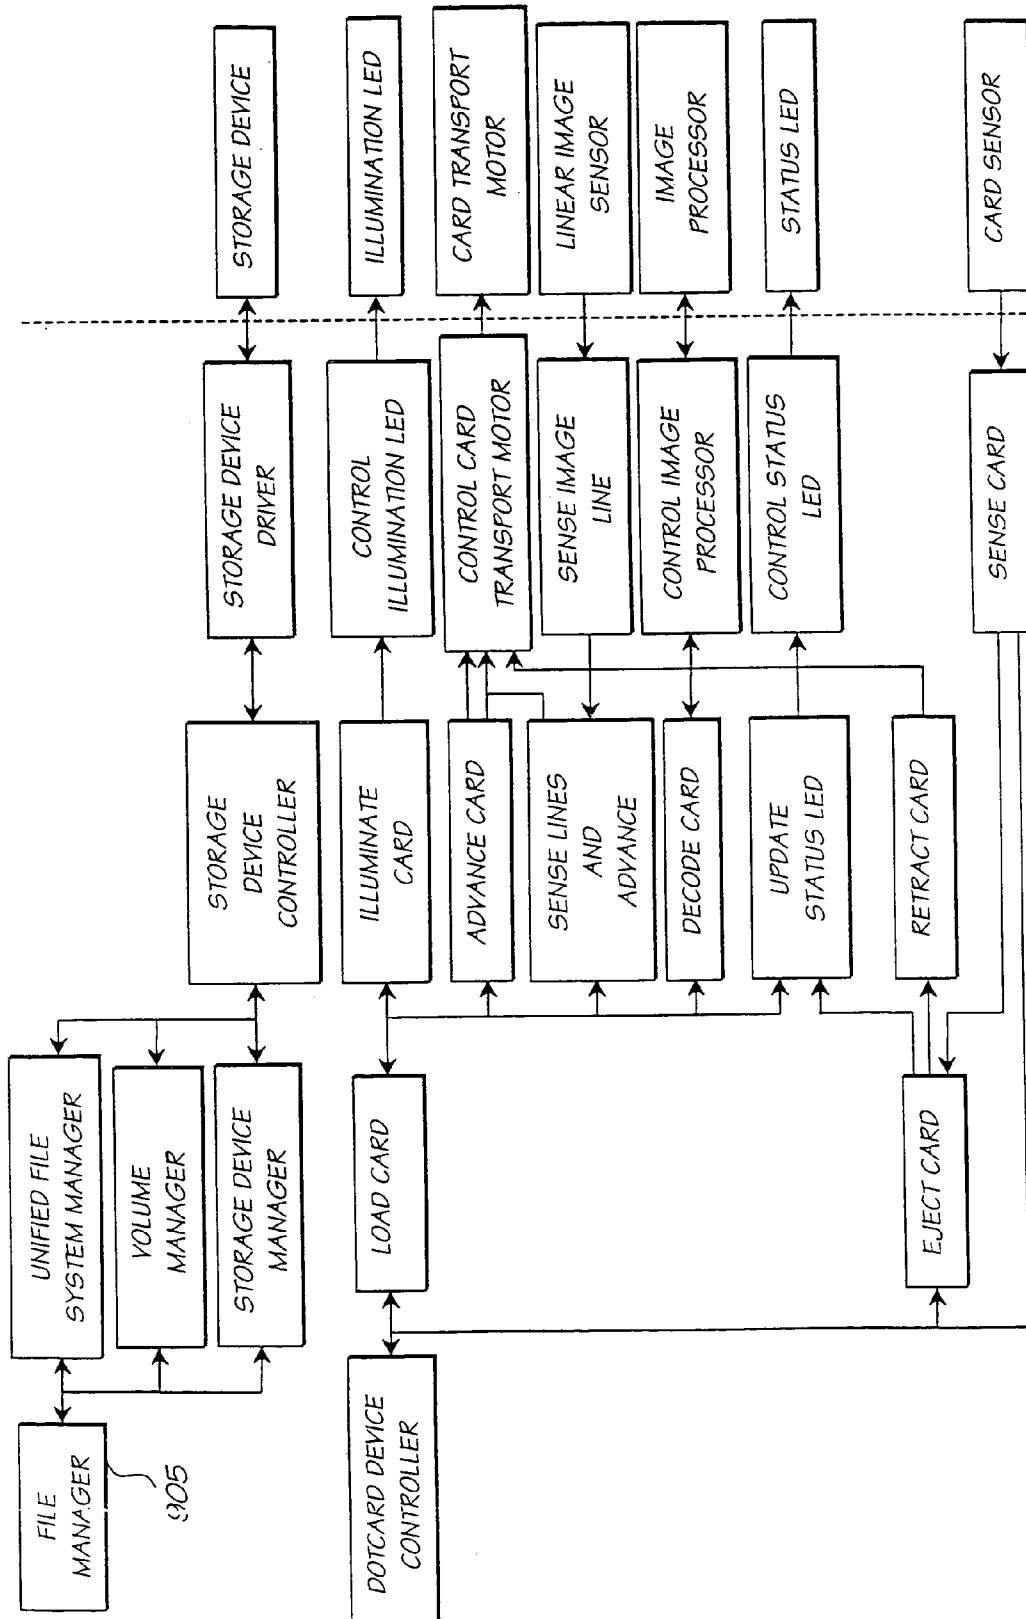 FILE
MANAGER
905
UNIFIED FILE
SYSTEM MANAGER
VOLUME
MANAGER
STORAGE DEVICE
MANAGER
STORAGE
DEVICE
CONTROLLER
STORAGE DEVICE
DRIVER
STORAGE DEVICE
DOTCARD DEVICE
CONTROLLER
LOAD CARD
ILLUMINATE
CARD
CONTROL
ILLUMINATION LED
ILLUMINATION LED
ADVANCE CARD
CONTROL CARD
TRANSPORT MOTOR
CARD TRANSPORT
MOTOR
SENSE LINES
AND
ADVANCE
SENSE IMAGE
LINE
LINEAR IMAGE
SENSOR
DECODE CARD
CONTROL IMAGE
PROCESSOR
IMAGE
PROCESSOR
UPDATE
STATUS LED
CONTROL STATUS
LED
STATUS LED
EJECT CARD
RETRACT CARD
SENSE CARD
CARD SENSOR